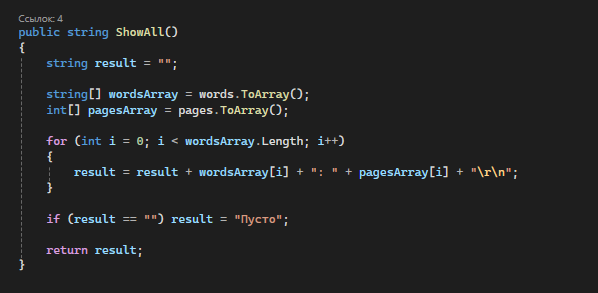 Ссылок: 4
public string ShowAll()
{
string result = "";
string[] wordsArray = words.ToArray();
int[] pagesArray = pages.ToArray();
for (int i = 0; i < wordsArray.Length; i++)
{
result = result + wordsArray[i] + ": " + pagesArray[i] + "\r\n";
}
if (result == "") result = "Пусто";
return result;
}